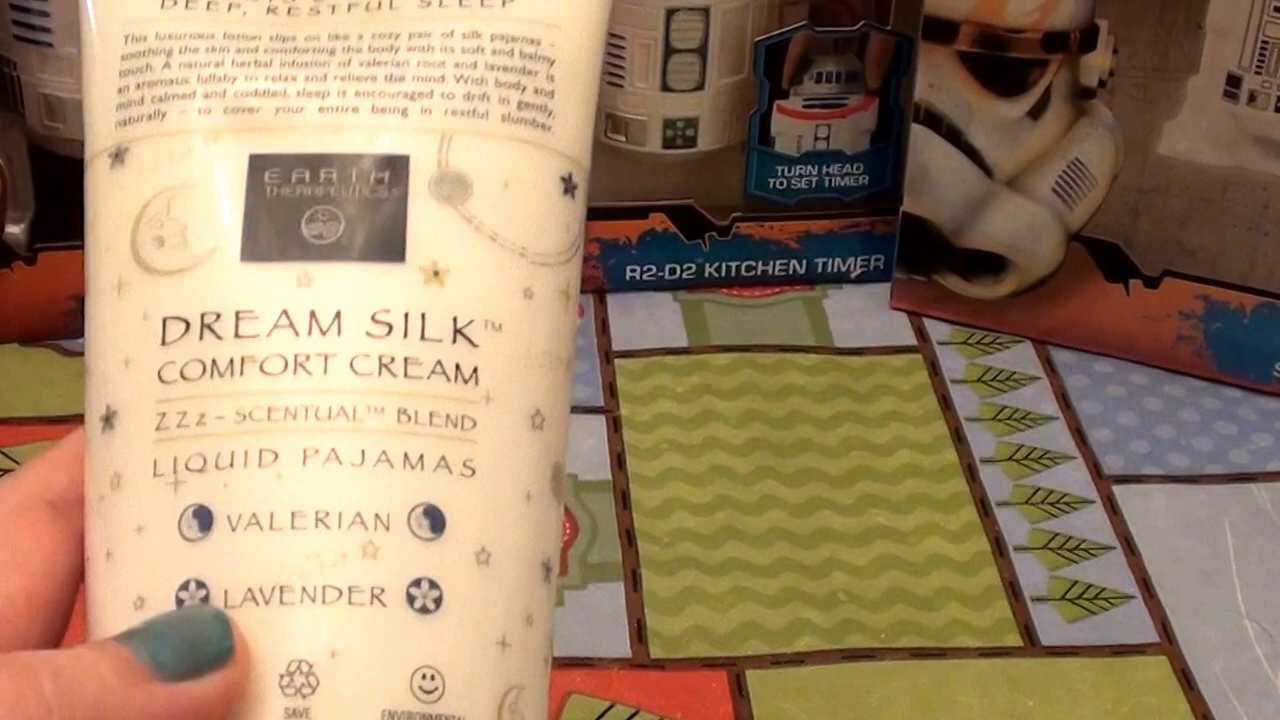 DEEP, RESTFUL SLEEP
This luxurious lotion slips on like a cozy pair of silk pajamas –
soothing the skin and comforting the body with its soft and balmy
touch. A natural herbal infusion of valerian root and lavender is
an aromatic lullaby to relax and relieve the mind. With body and
mind calmed and cuddled, sleep is encouraged to drift in gently,
naturally – to cover your entire being in restful slumber.
EARTH
THERAPEUTICS
DREAM SILK™
COMFORT CREAM
ZZz - SCENTUAL™ BLEND
LIQUID PAJAMAS
VALERIAN
LAVENDER
SAVE
ENVIRONMENTAL
TURN HEAD
TO SET TIMER
R2-D2 KITCHEN TIMER